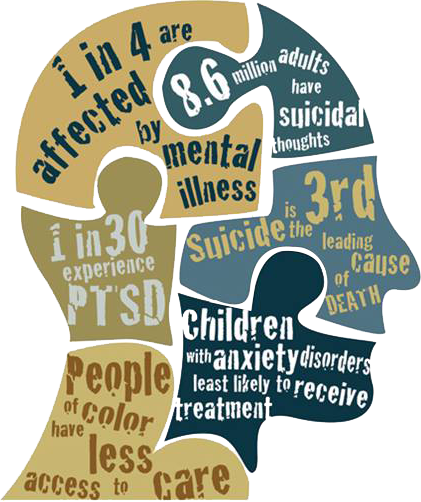 1 in 4 are
affected
by
mental
illness
8.6 million adults
have
suicidal
thoughts
1 in 30
experience
PTSD
Suicide is the 3rd
leading
cause
of
DEATH
Children
with anxiety disorders
least likely to receive
treatment
People
of color
have less
access to care